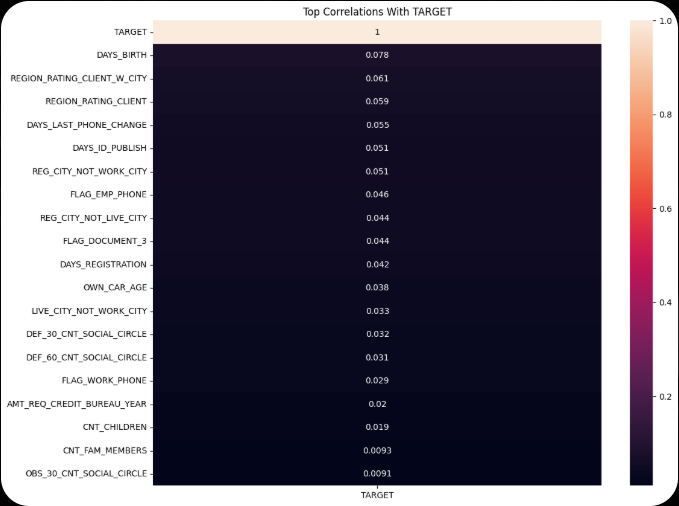 Top Correlations With TARGET
TARGET 1
DAYS_BIRTH 0.078
REGION_RATING_CLIENT_W_CITY 0.061
REGION_RATING_CLIENT 0.059
DAYS_LAST_PHONE_CHANGE 0.055
DAYS_ID_PUBLISH 0.051
REG_CITY_NOT_WORK_CITY 0.051
FLAG_EMP_PHONE 0.046
REG_CITY_NOT_LIVE_CITY 0.044
FLAG_DOCUMENT_3 0.044
DAYS_REGISTRATION 0.042
OWN_CAR_AGE 0.038
LIVE_CITY_NOT_WORK_CITY 0.033
DEF_30_CNT_SOCIAL_CIRCLE 0.032
DEF_60_CNT_SOCIAL_CIRCLE 0.031
FLAG_WORK_PHONE 0.029
AMT_REQ_CREDIT_BUREAU_YEAR 0.02
CNT_CHILDREN 0.019
CNT_FAM_MEMBERS 0.0093
OBS_30_CNT_SOCIAL_CIRCLE 0.0091
TARGET
1.0
0.8
0.6
0.4
0.2